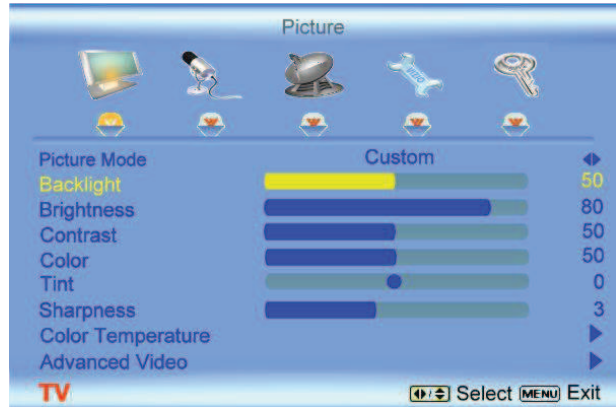 Picture
VIZIO
Picture Mode Custom
Backlight 50
Brightness 80
Contrast 50
Color 50
Tint 0
Sharpness 3
Color Temperature
Advanced Video
TV Select MENU Exit